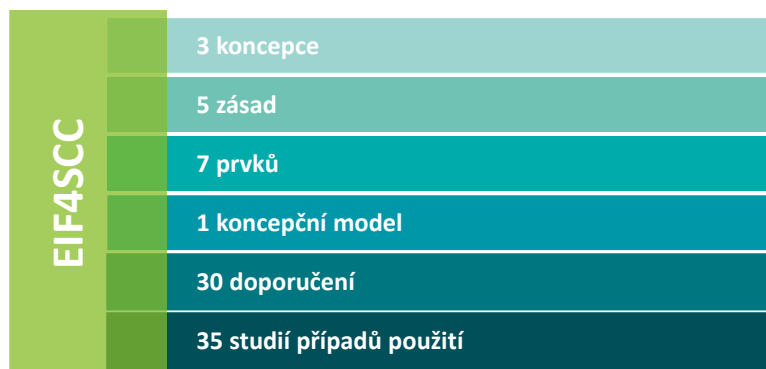 EIF4SCC
3 koncepce
5 zásad
7 prvků
1 koncepční model
30 doporučení
35 studií případů použití